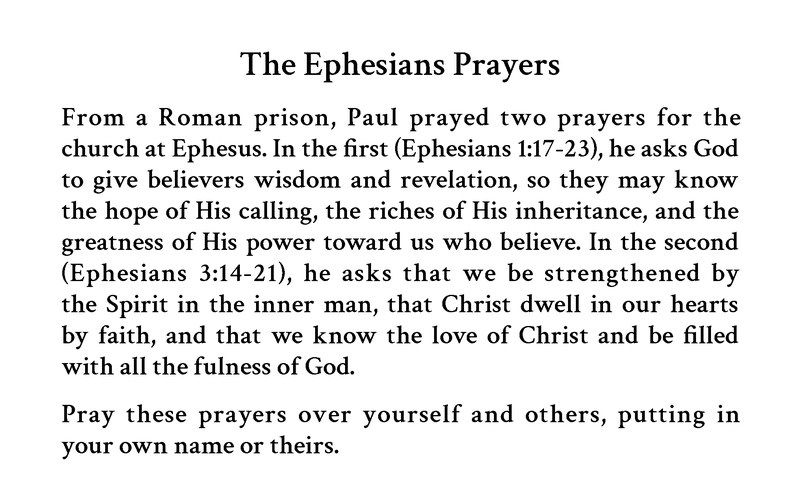 The Ephesians Prayers
From a Roman prison, Paul prayed two prayers for the
church at Ephesus. In the first (Ephesians 1:17-23), he asks God
to give believers wisdom and revelation, so they may know
the hope of His calling, the riches of His inheritance, and the
greatness of His power toward us who believe. In the second
(Ephesians 3:14-21), he asks that we be strengthened by
the Spirit in the inner man, that Christ dwell in our hearts
by faith, and that we know the love of Christ and be filled
with all the fulness of God.
Pray these prayers over yourself and others, putting in
your own name or theirs.